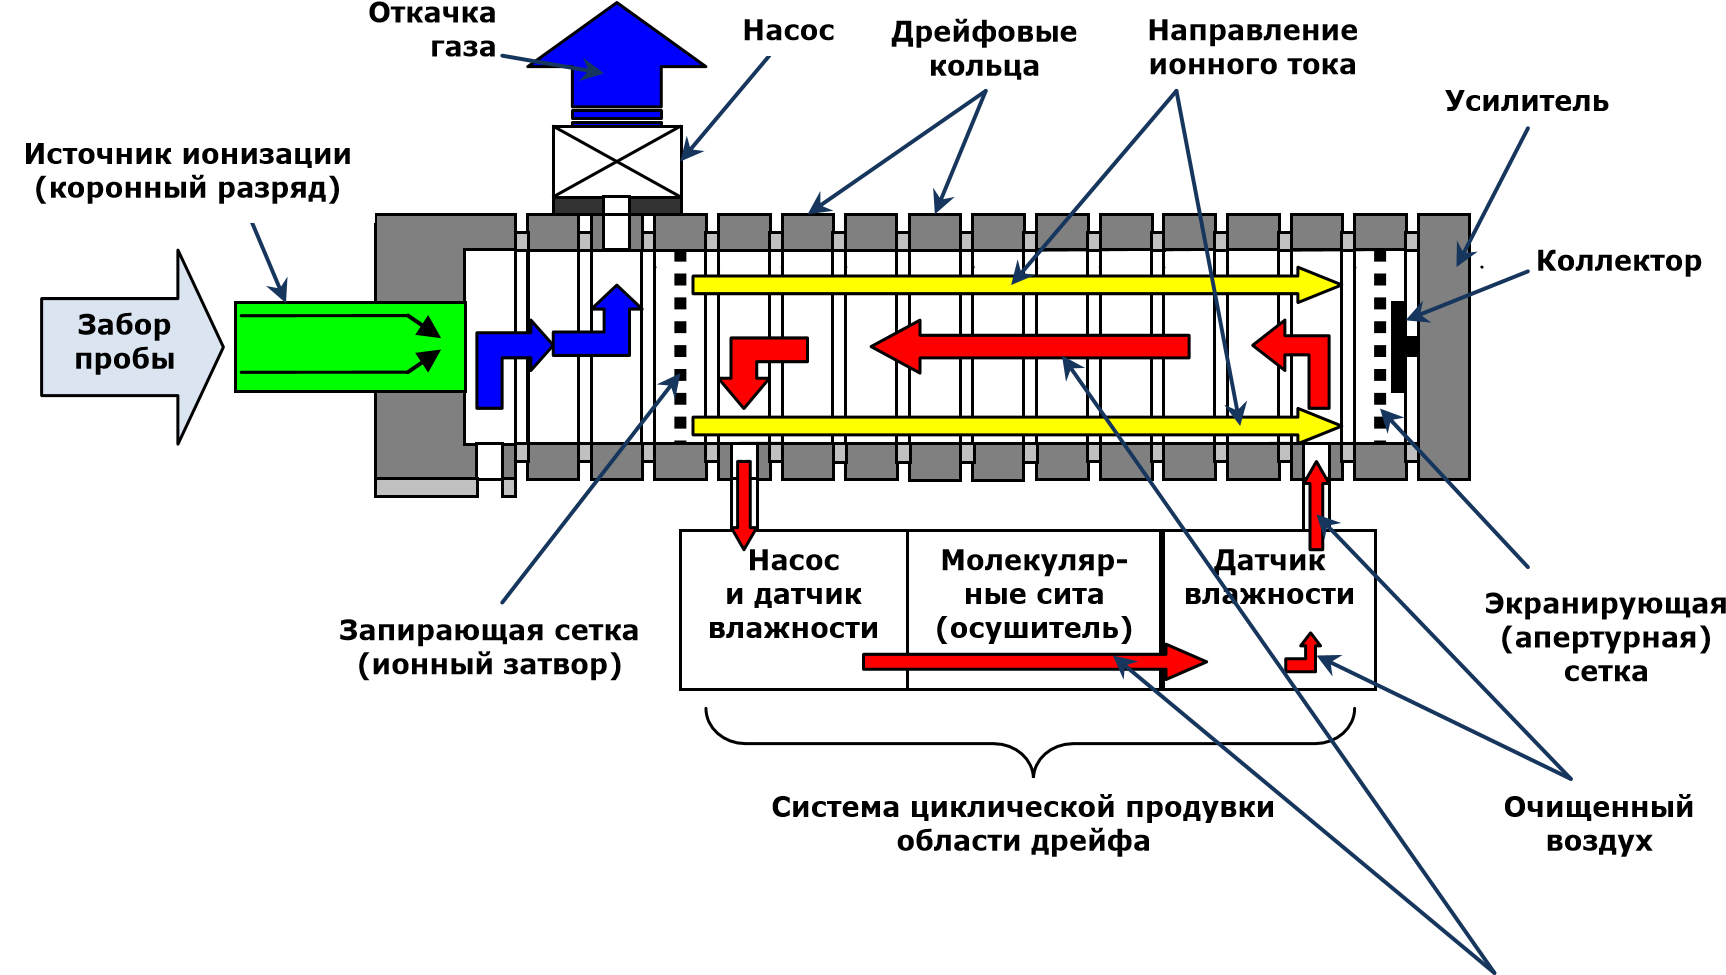 Откачка
газа
Насос
Дрейфовые
кольца
Направление
ионного тока
Усилитель
Источник ионизации
(коронный разряд)
Коллектор
Забор
пробы
Насос
и датчик
влажности
Молекуляр-
ные сита
(осушитель)
Датчик
влажности
Запирающая сетка
(ионный затвор)
Экранирующая
(апертурная)
сетка
Система циклической продувки
области дрейфа
Очищенный
воздух